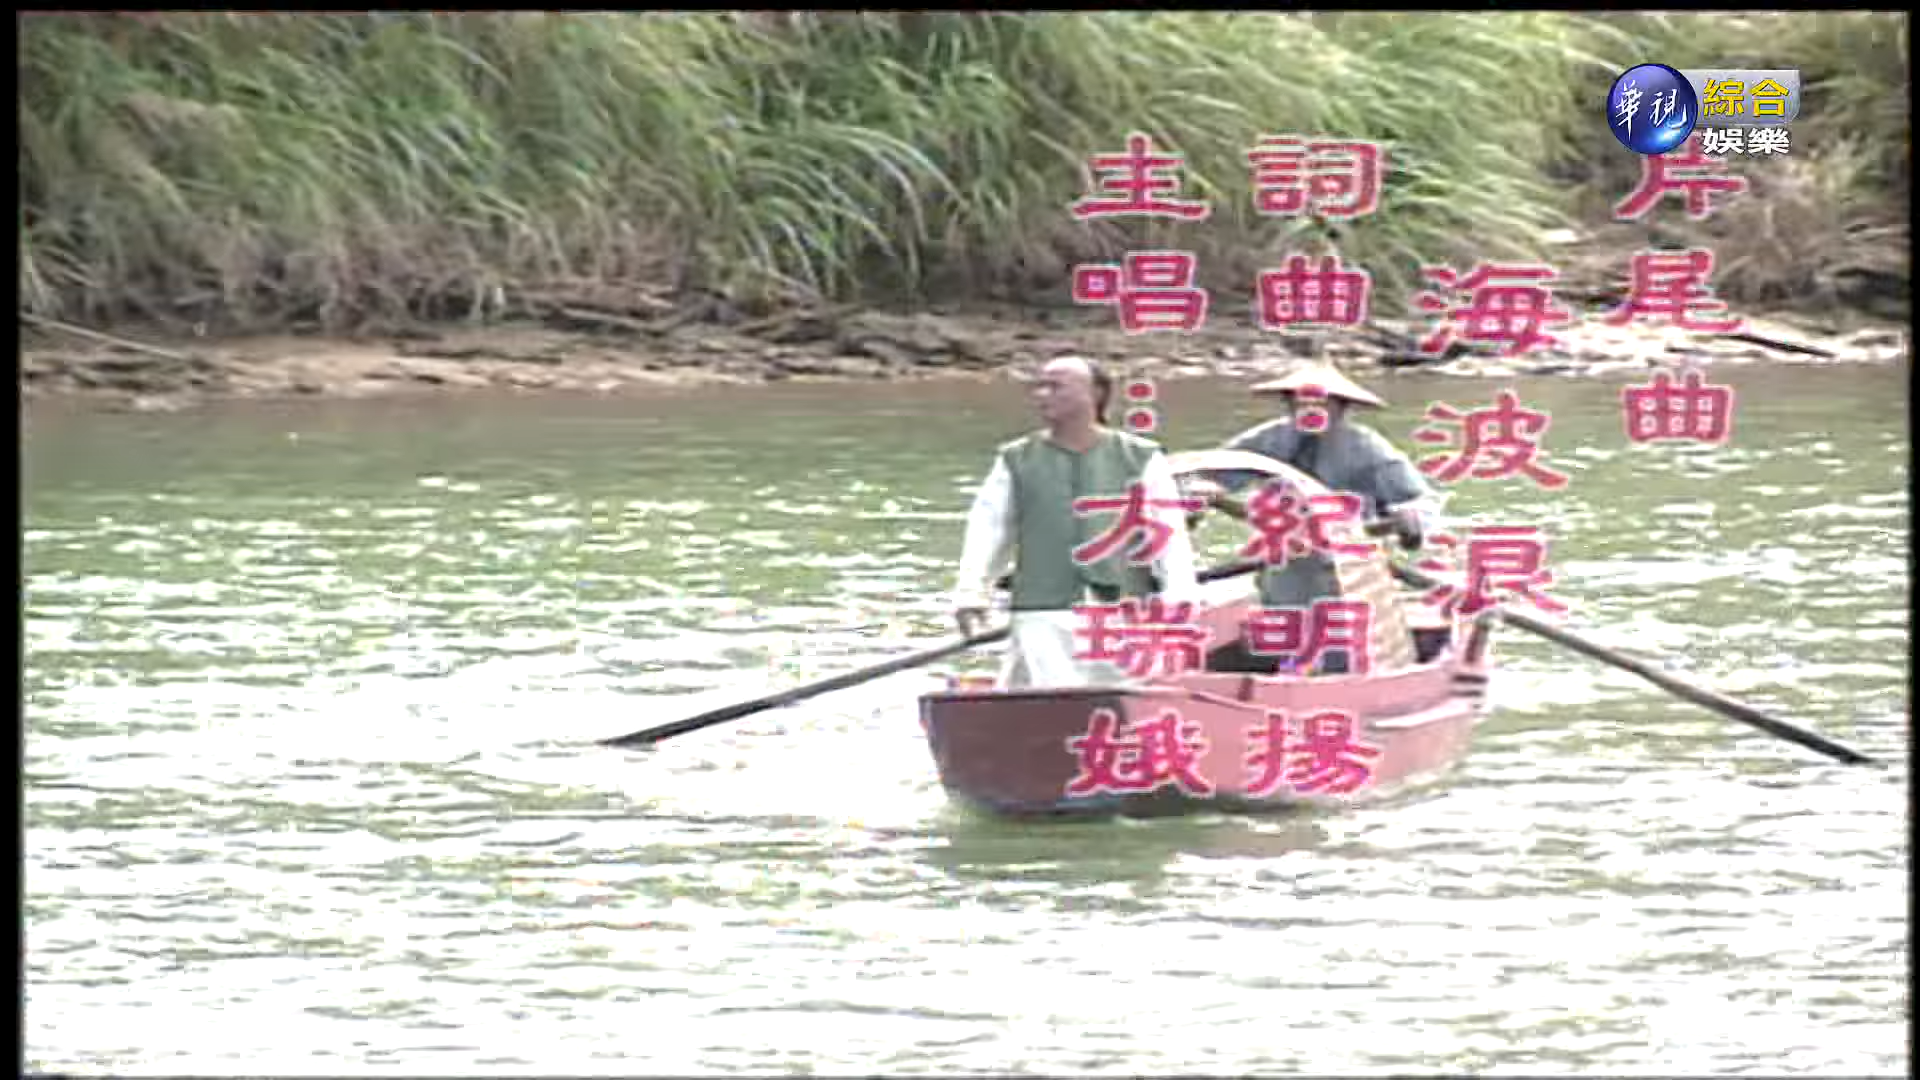 華視
綜合
娛樂
片尾曲
海波浪
詞曲：紀明揚
主唱：方瑞娥